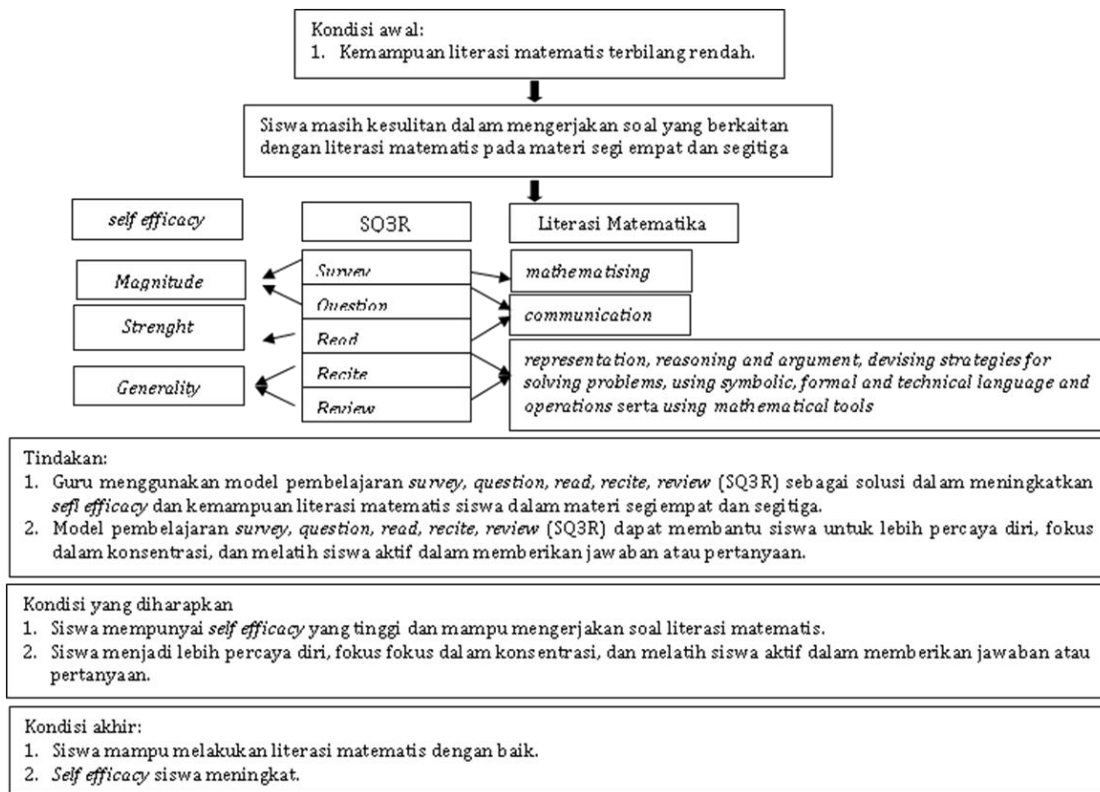 Kondisi awal:
1. Kemampuan literasi matematis terbilang rendah.
Siswa masih kesulitan dalam mengerjakan soal yang berkaitan
dengan literasi matematis pada materi segi empat dan segitiga
self efficacy
SQ3R
Literasi Matematika
Magnitude
Strenght
Generality
Survey
Question
Read
Recite
Review
mathematising
communication
representation, reasoning and argument, devising strategies for
solving problems, using symbolic, formal and technical language and
operations serta using mathematical tools
Tindakan:
1. Guru menggunakan model pembelajaran survey, question, read, recite, review (SQ3R) sebagai solusi dalam meningkatkan
sefl efficacy dan kemampuan literasi matematis siswa dalam materi segiempat dan segitiga.
2. Model pembelajaran survey, question, read, recite, review (SQ3R) dapat membantu siswa untuk lebih percaya diri, fokus
dalam konsentrasi, dan melatih siswa aktif dalam memberikan jawaban atau pertanyaan.
Kondisi yang diharapkan
1. Siswa mempunyai self efficacy yang tinggi dan mampu mengerjakan soal literasi matematis.
2. Siswa menjadi lebih percaya diri, fokus fokus dalam konsentrasi, dan melatih siswa aktif dalam memberikan jawaban atau
pertanyaan.
Kondisi akhir:
1. Siswa mampu melakukan literasi matematis dengan baik.
2. Self efficacy siswa meningkat.